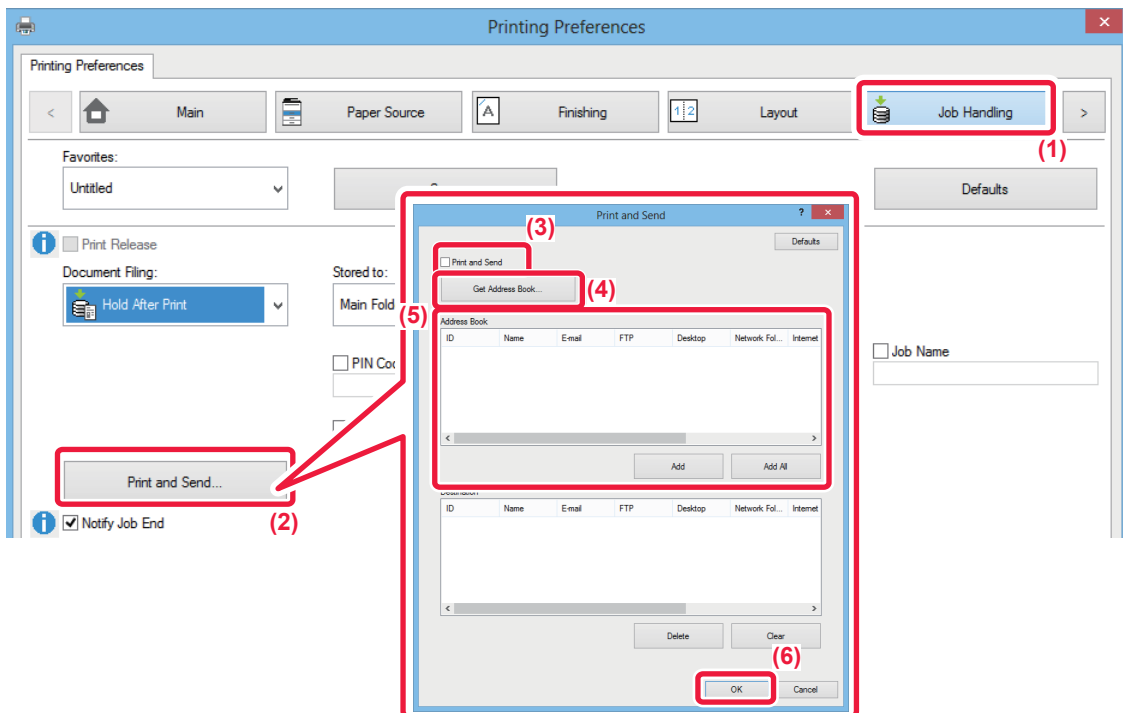 Printing Preferences
Printing Preferences
< Main Paper Source Finishing Layout Job Handling >
(1)
Favorites:
Untitled
Defaults
Print Release
Document Filing:
Stored to:
Hold After Print
Main Fold
PIN Coo
Job Name
Print and Send...
(2)
Notify Job End
Print and Send
?
Defaults
(3)
Print and Send
Get Address Book...
(4)
(5)
Address Book
ID Name E-mail FTP Desktop Network Fol... Internet
< >
Add Add All
Destination
ID Name E-mail FTP Desktop Network Fol... Internet
< >
Delete Clear
(6)
OK Cancel